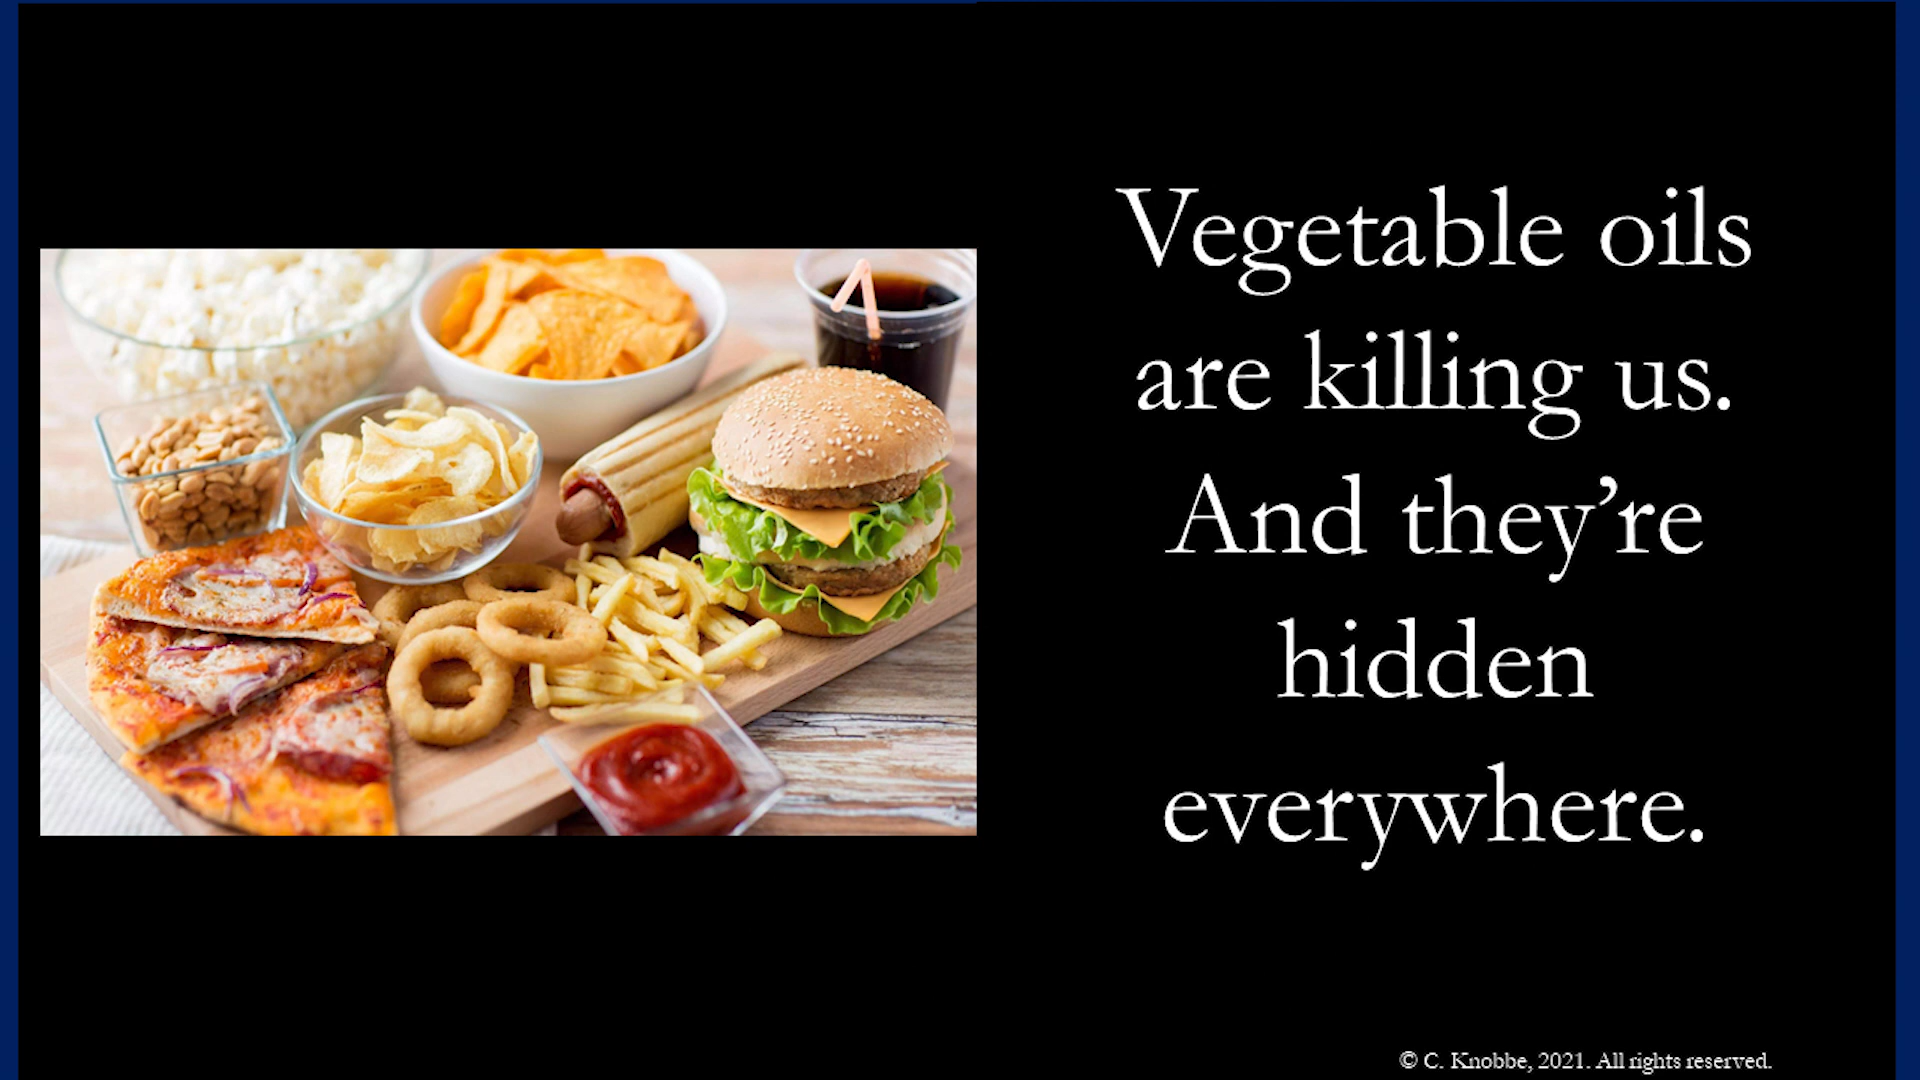 Vegetable oils
are killing us.
And they’re
hidden
everywhere.
© C. Knobbe, 2021. All rights reserved.